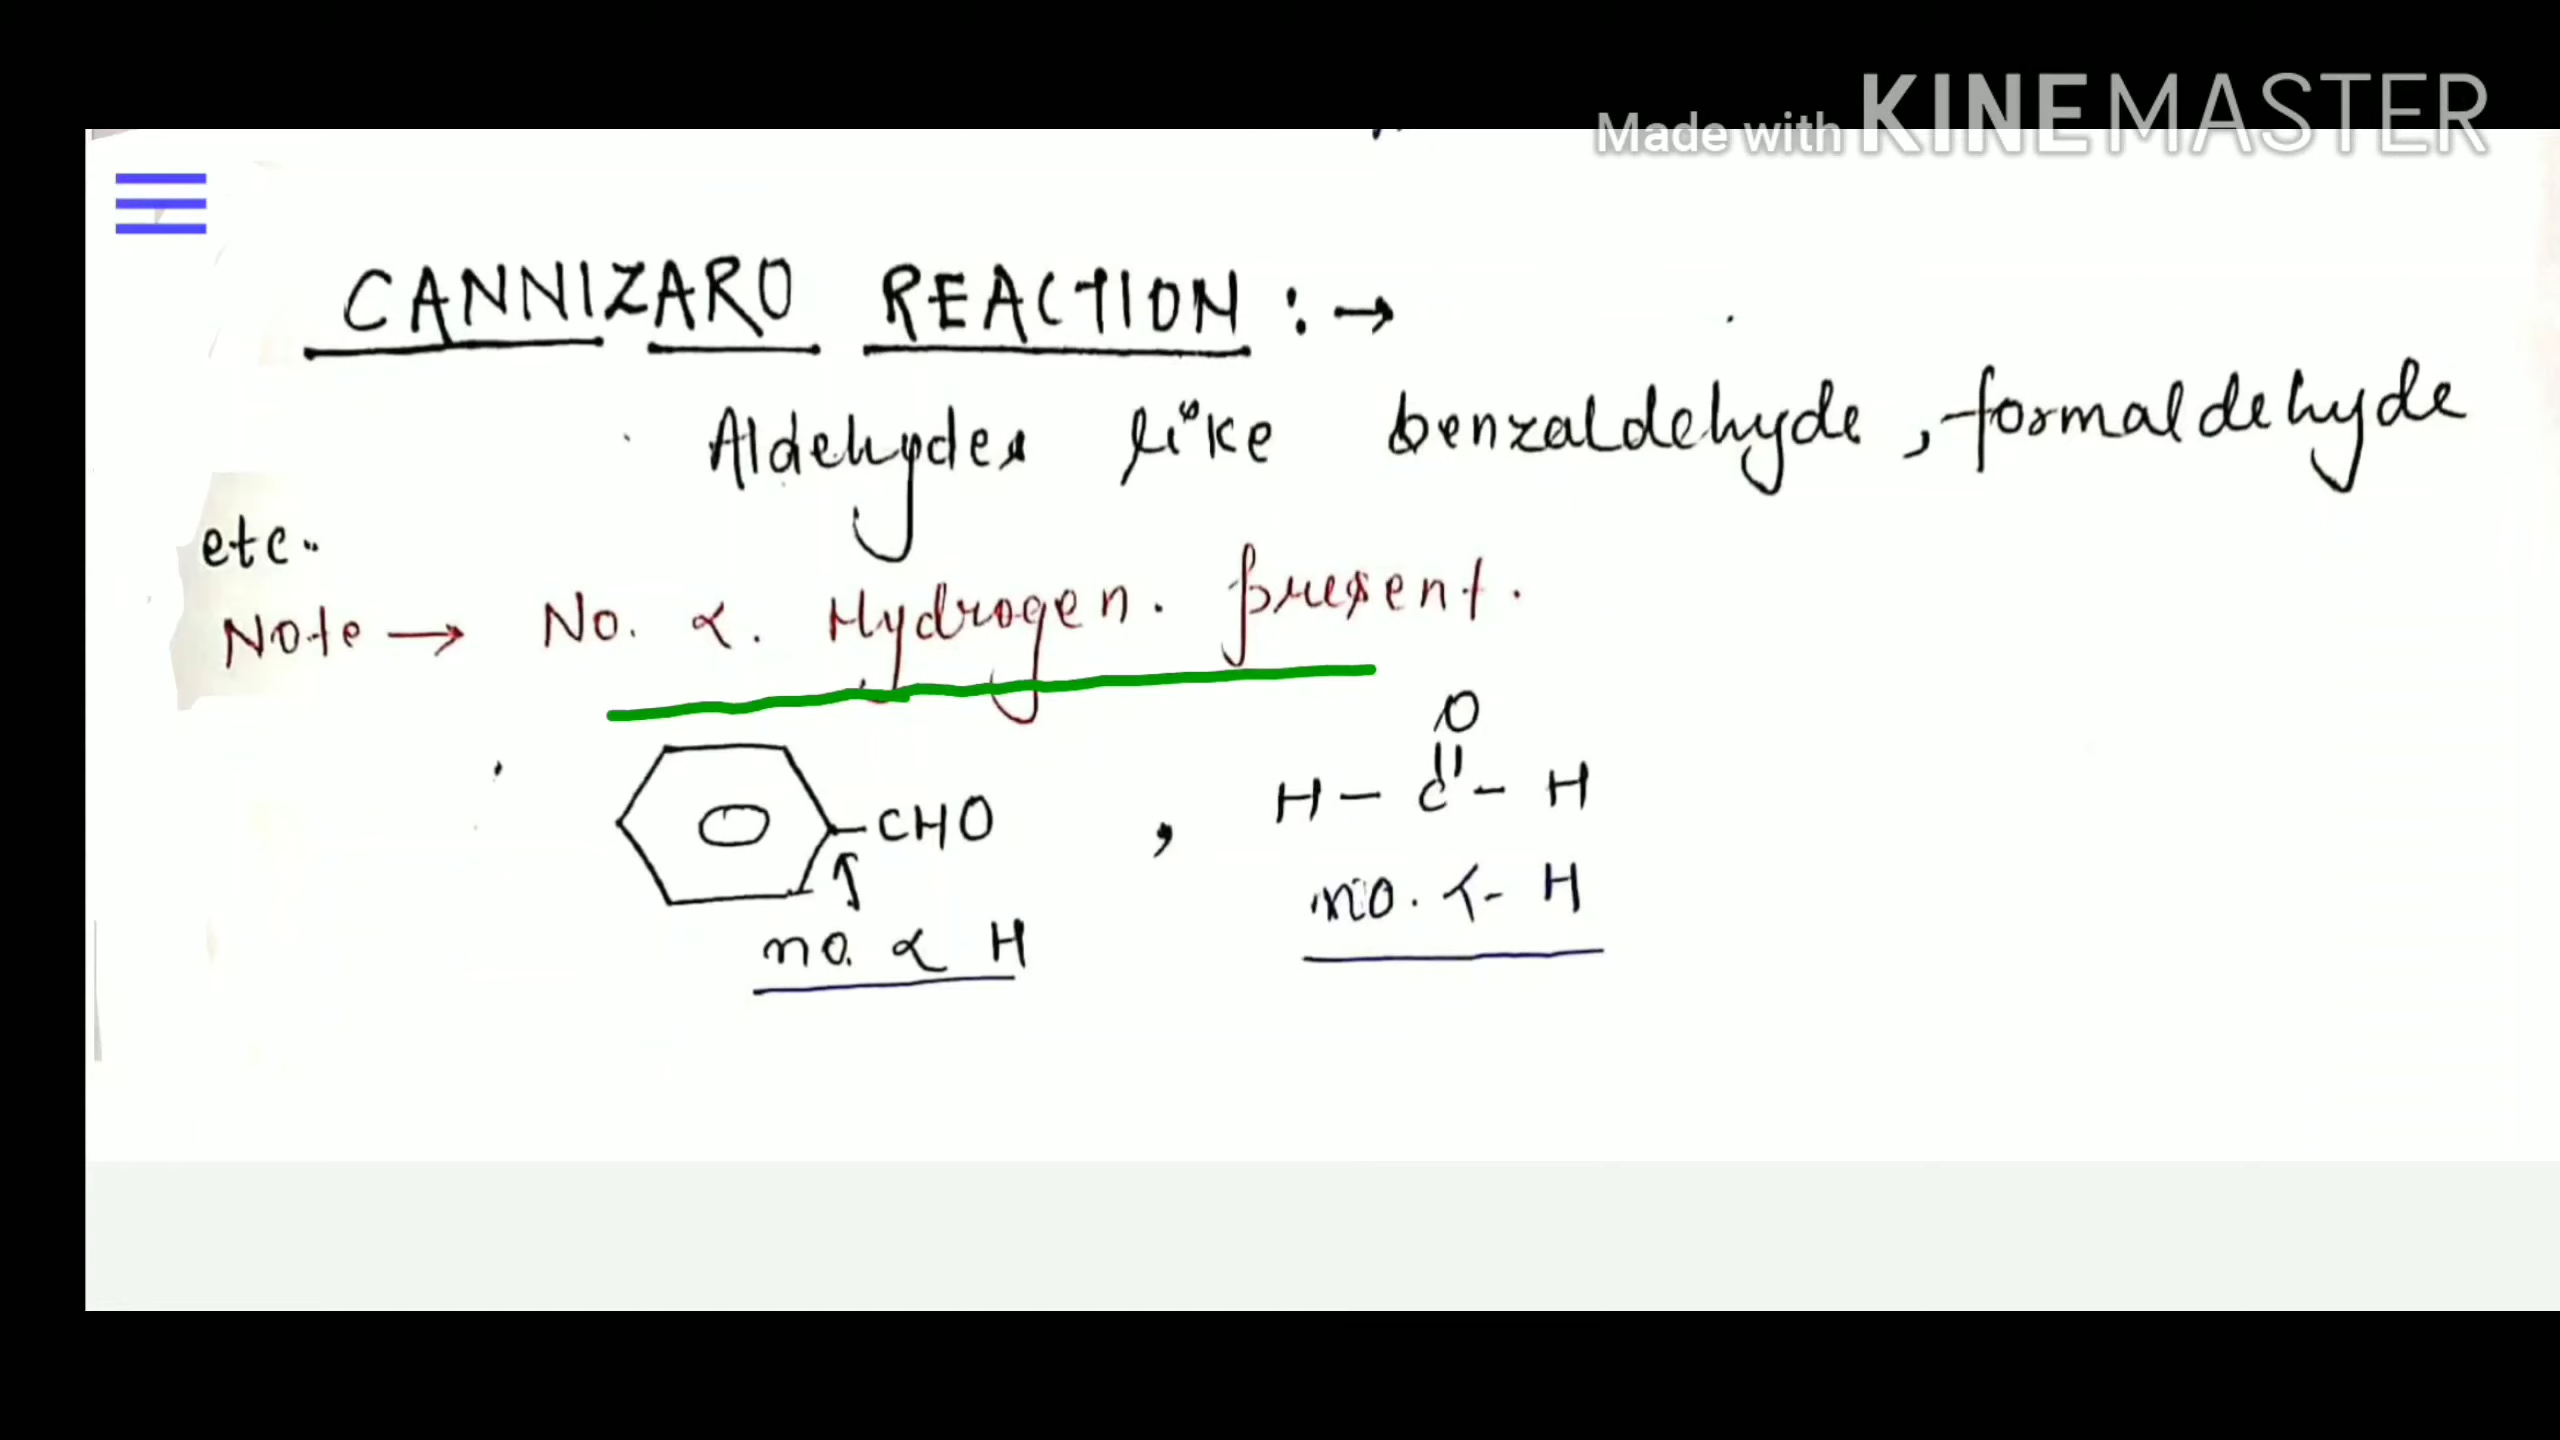 Made with KINEMASTER
CANNIZARO REACTION :→
Aldehydes like benzaldehyde, formaldehyde
etc.
Note → No. α. Hydrogen. present.
O
-CHO , H - C - H
no. α H
no. α- H